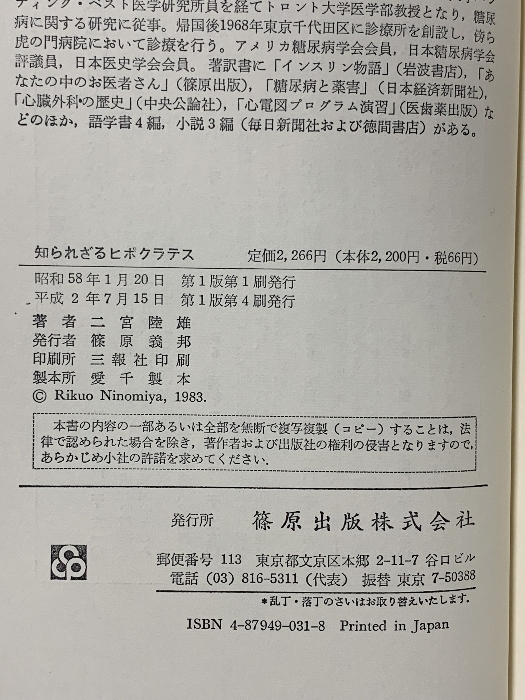 ティング・ベスト医学研究所員を経てトロント大学医学部教授となり，糖尿
病に関する研究に従事。帰国後1968年東京千代田区に診療所を創設し，傍ら
虎の門病院において診療を行う。アメリカ糖尿病学会会員，日本糖尿病学会
評議員，日本医史学会会員。著訳書に「インスリン物語」（岩波書店），「あ
なたの中のお医者さん」（篠原出版），「糖尿病と薬害」（日本経済新聞社），
「心臓外科の歴史」（中央公論社），「心電図プログラム演習」（医歯薬出版）な
どのほか，語学書4編，小説3編（毎日新聞社および徳間書店）がある。
知られざるヒポクラテス 定価2,266円（本体2,200円・税66円）
昭和58年1月20日 第1版第1刷発行
平成2年7月15日 第1版第4刷発行
著者 二宮陸雄
発行者 篠原義邦
印刷所 三報社印刷
製本所 愛千製本
© Rikuo Ninomiya, 1983.
本書の内容の一部あるいは全部を無断で複写複製（コピー）することは，法
律で認められた場合を除き，著作者および出版社の権利の侵害となりますので，
あらかじめ小社の許諾を求めてください．
発行所 篠原出版株式会社
郵便番号 113 東京都文京区本郷 2-11-7 谷口ビル
電話 (03) 816-5311 (代表) 振替 東京 7-50388
＊乱丁・落丁のさいはお取り替えいたします．
ISBN 4-87949-031-8 Printed in Japan